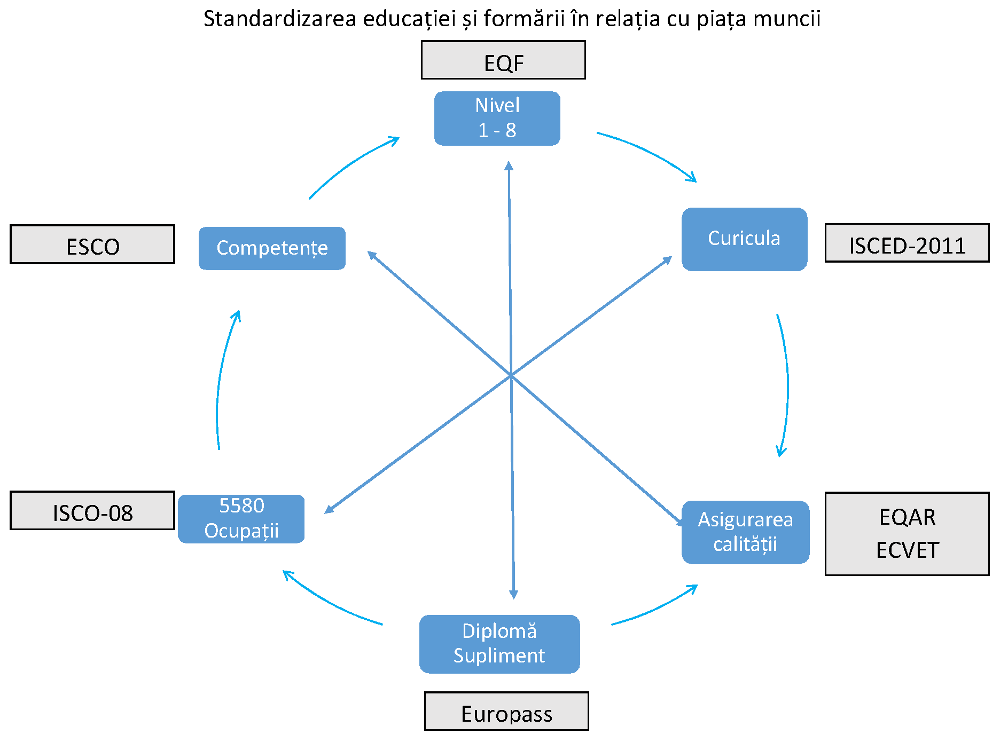 Standardizarea educației și formării în relația cu piața muncii
EQF
Nivel
1 - 8
Curicula
ISCED-2011
ESCO
Competențe
ISCO-08
5580
Ocupații
Asigurarea
calității
EQAR
ECVET
Diplomă
Supliment
Europass